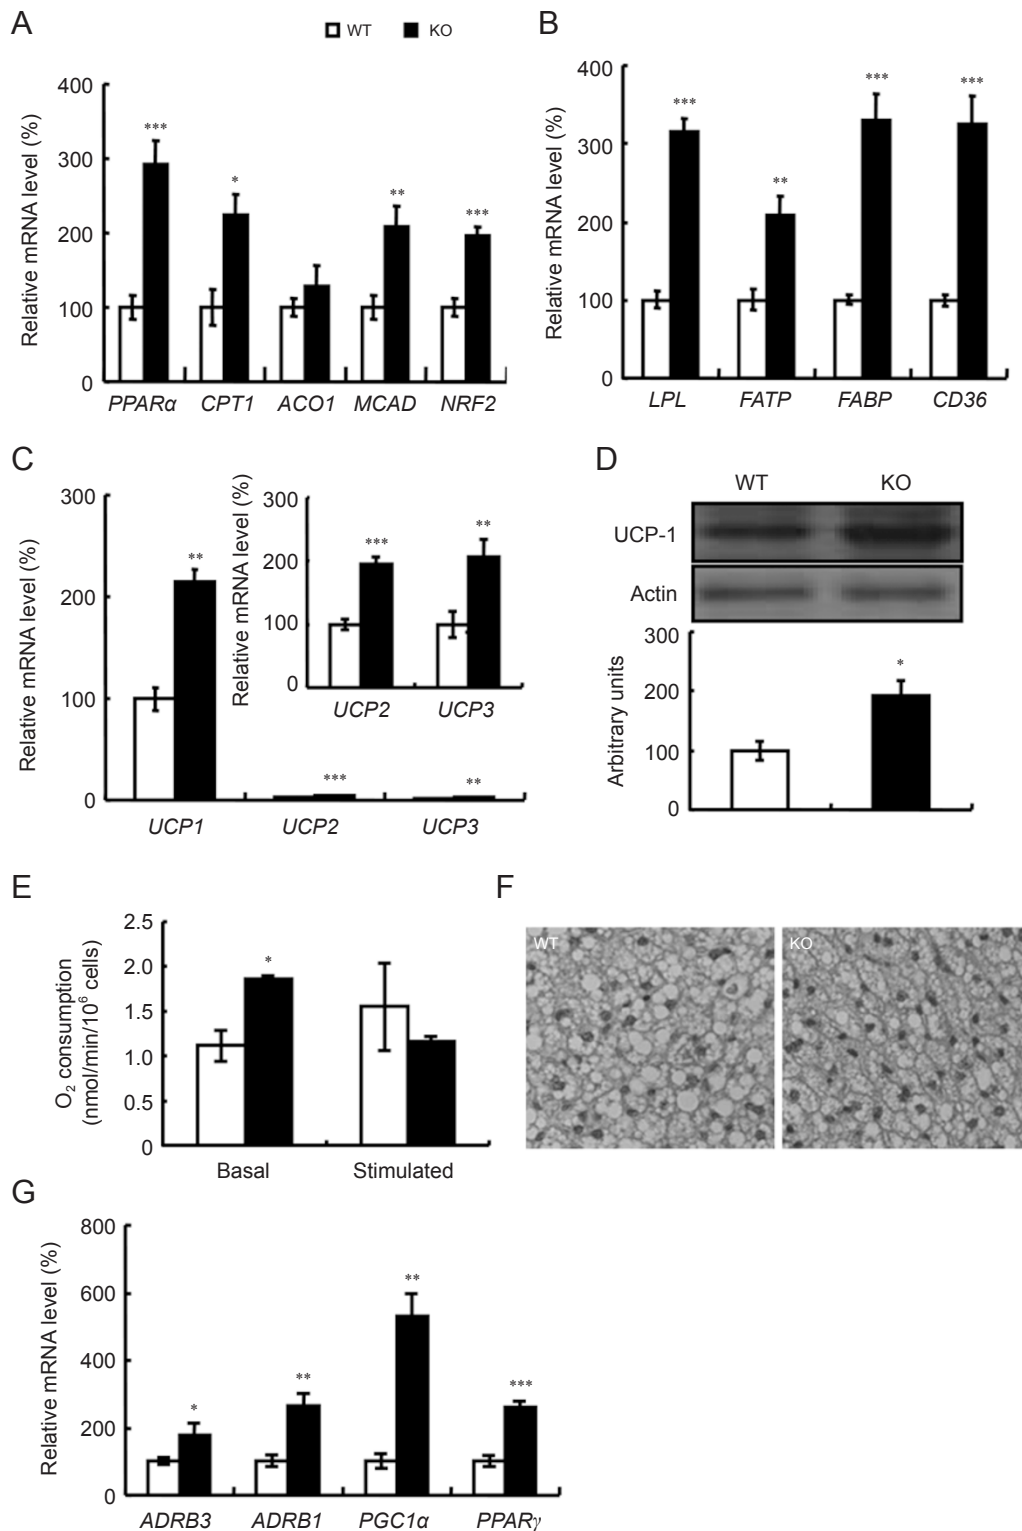 A
WT KO
Relative mRNA level (%)
400
300
200
100
0
***
*
**
***
PPARα CPT1 ACO1 MCAD NRF2
B
Relative mRNA level (%)
400
300
200
100
0
***
**
***
***
LPL FATP FABP CD36
C
Relative mRNA level (%)
300
200
100
0
**
***
**
UCP1 UCP2 UCP3
Relative mRNA level (%)
300
200
100
0
***
**
UCP2 UCP3
D
WT KO
UCP-1
Actin
Arbitrary units
300
200
100
0
*
E
O₂ consumption
(nmol/min/10⁶ cells)
2.5
2.0
1.5
1.0
0.5
0
*
Basal Stimulated
F
WT
KO
G
Relative mRNA level (%)
800
600
400
200
0
*
**
**
***
ADRB3 ADRB1 PGC1α PPARγ